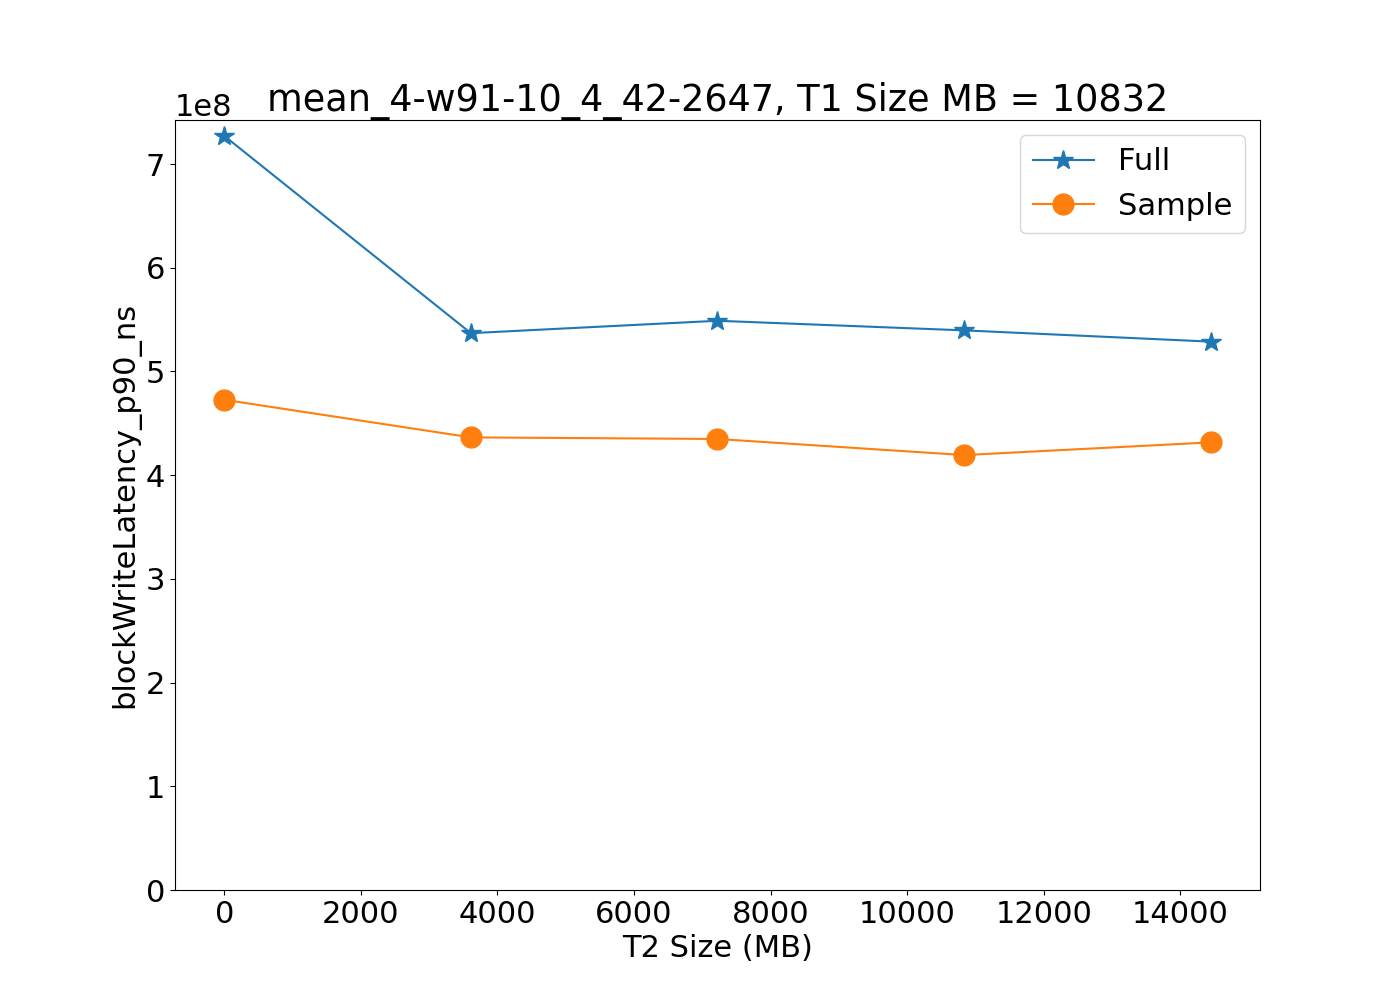 1e8
mean_4-w91-10_4_42-2647, T1 Size MB = 10832
Full
Sample
blockWriteLatency_p90_ns
7
6
5
4
3
2
1
0
0 2000 4000 6000 8000 10000 12000 14000
T2 Size (MB)